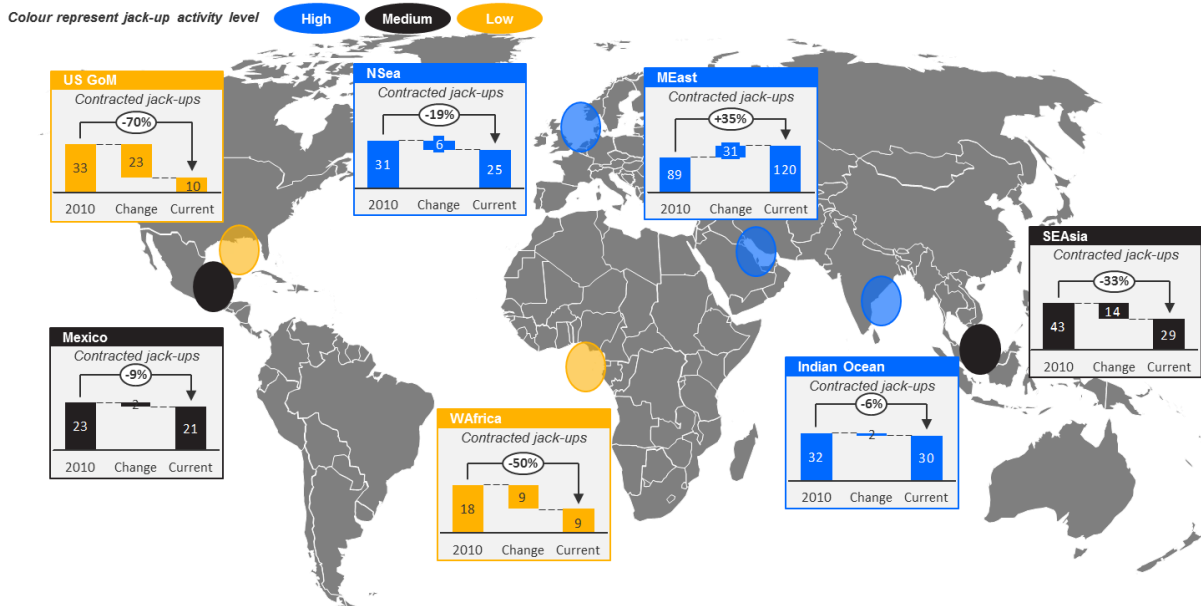 Colour represent jack-up activity level High Medium Low
US GoM
Contracted jack-ups
-70%
33 23 10
2010 Change Current
NSea
Contracted jack-ups
-19%
31 6 25
2010 Change Current
MEast
Contracted jack-ups
+35%
89 31 120
2010 Change Current
SEAsia
Contracted jack-ups
-33%
43 14 29
2010 Change Current
Mexico
Contracted jack-ups
-9%
23 2 21
2010 Change Current
WAfrica
Contracted jack-ups
-50%
18 9 9
2010 Change Current
Indian Ocean
Contracted jack-ups
-6%
32 2 30
2010 Change Current